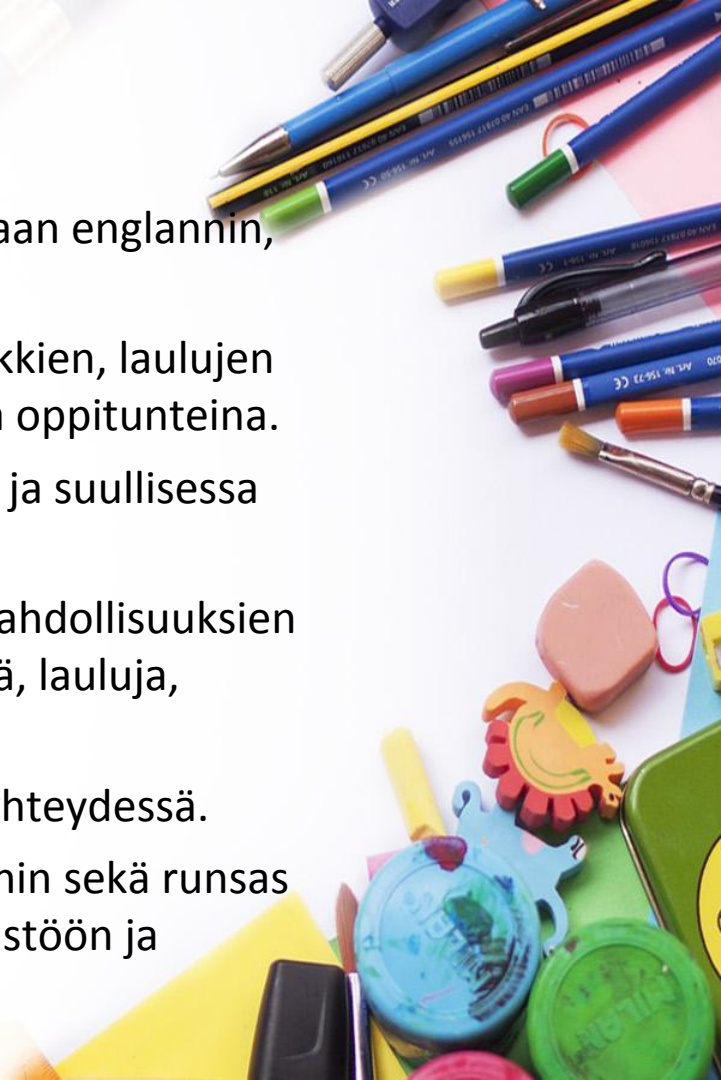 aan englannin,
kkien, laulujen
oppitunteina.
ja suullisessa
ahdollisuuksien
ä, lauluja,
hteydessä.
nin sekä runsas
stöön ja